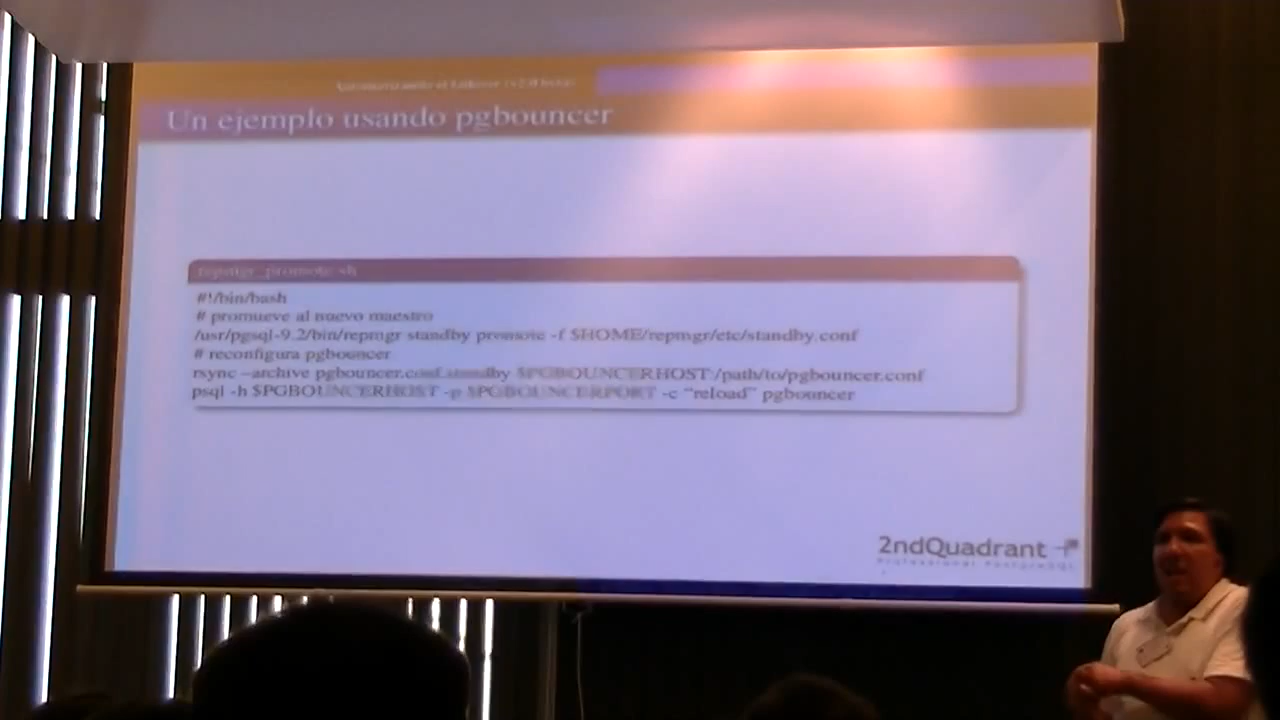 Un ejemplo usando pgbouncer
repmgr_promote.sh
#!/bin/bash
# promueve al nuevo maestro
/usr/pgsql-9.2/bin/repmgr standby promote -f $HOME/repmgr/etc/standby.conf
# reconfigura pgbouncer
rsync –archive pgbouncer.conf.standby $PGBOUNCERHOST:/path/to/pgbouncer.conf
psql -h $PGBOUNCERHOST -p $PGBOUNCERPORT -c “reload” pgbouncer
2ndQuadrant
Professional PostgreSQL